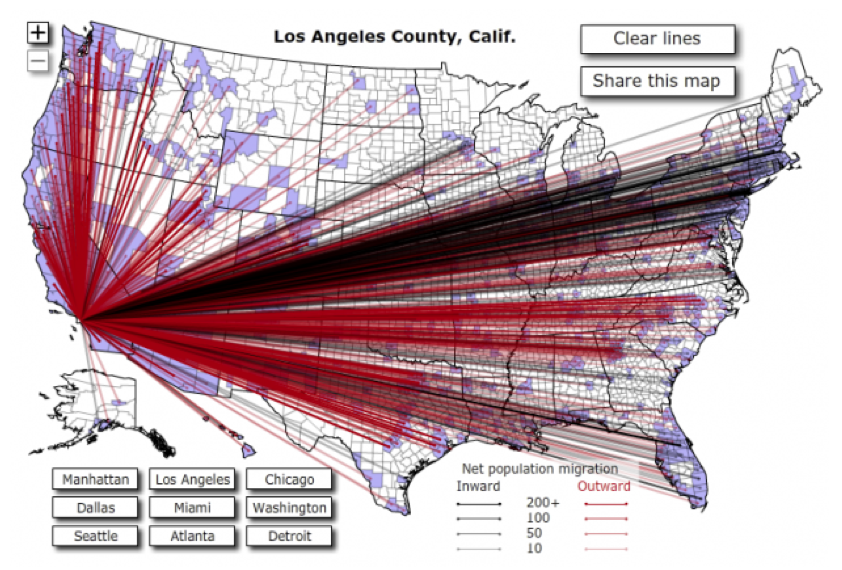 +
−
Los Angeles County, Calif.
Clear lines
Share this map
Manhattan
Los Angeles
Chicago
Dallas
Miami
Washington
Seattle
Atlanta
Detroit
Net population migration
Inward Outward
200+
100
50
10